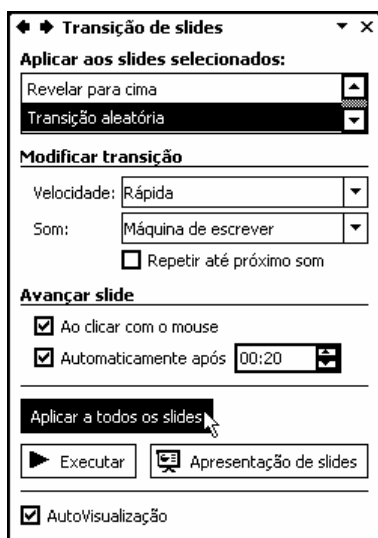 Transição de slides
Aplicar aos slides selecionados:
Revelar para cima
Transição aleatória
Modificar transição
Velocidade: Rápida
Som: Máquina de escrever
Repetir até próximo som
Avançar slide
Ao clicar com o mouse
Automaticamente após 00:20
Aplicar a todos os slides
Executar Apresentação de slides
AutoVisualização